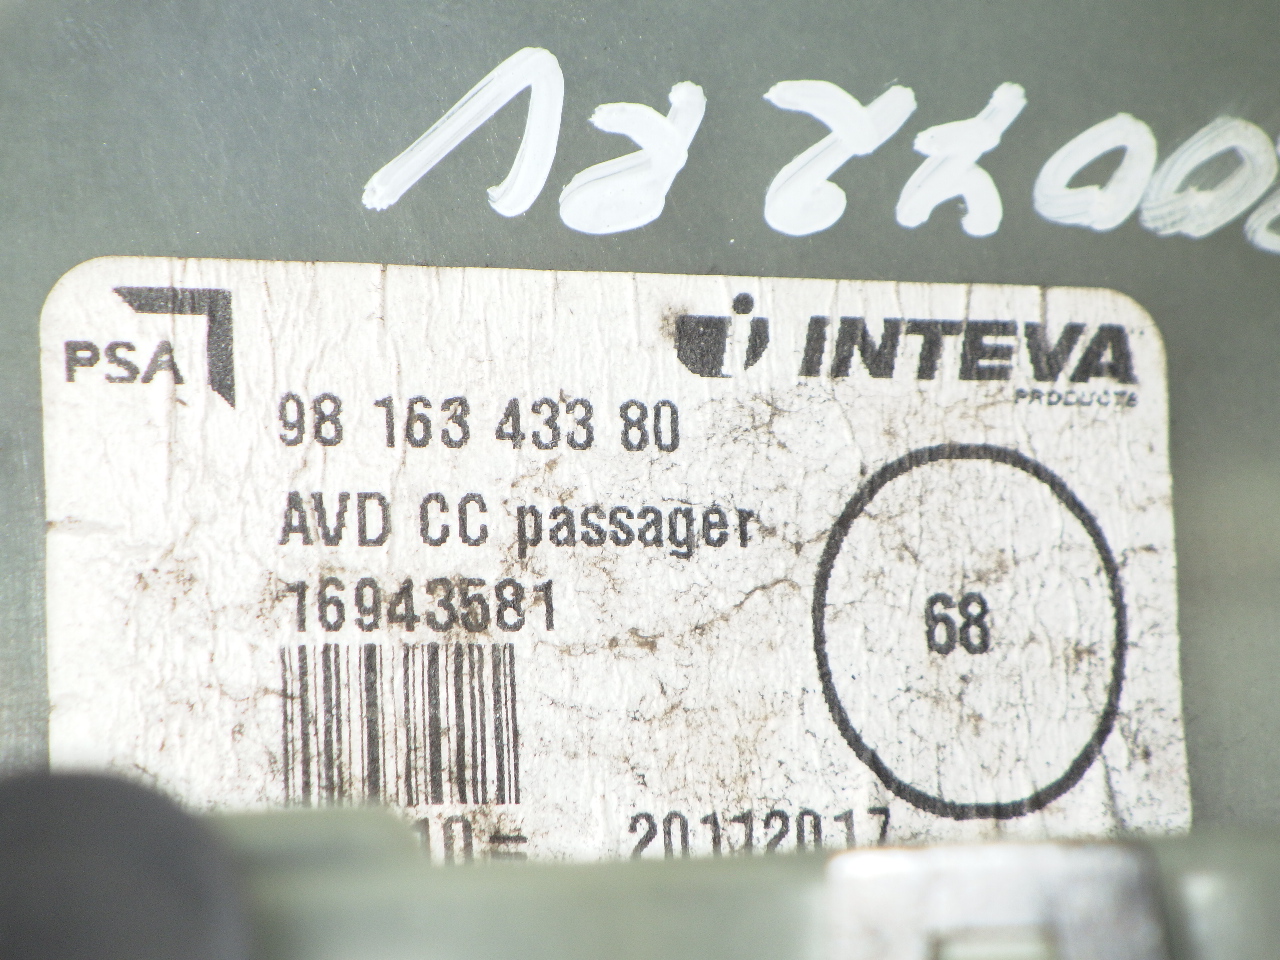 PSA
INTEVA
PRODUCTS
98 163 433 80
AVD CC passager
16943581
68
20112017